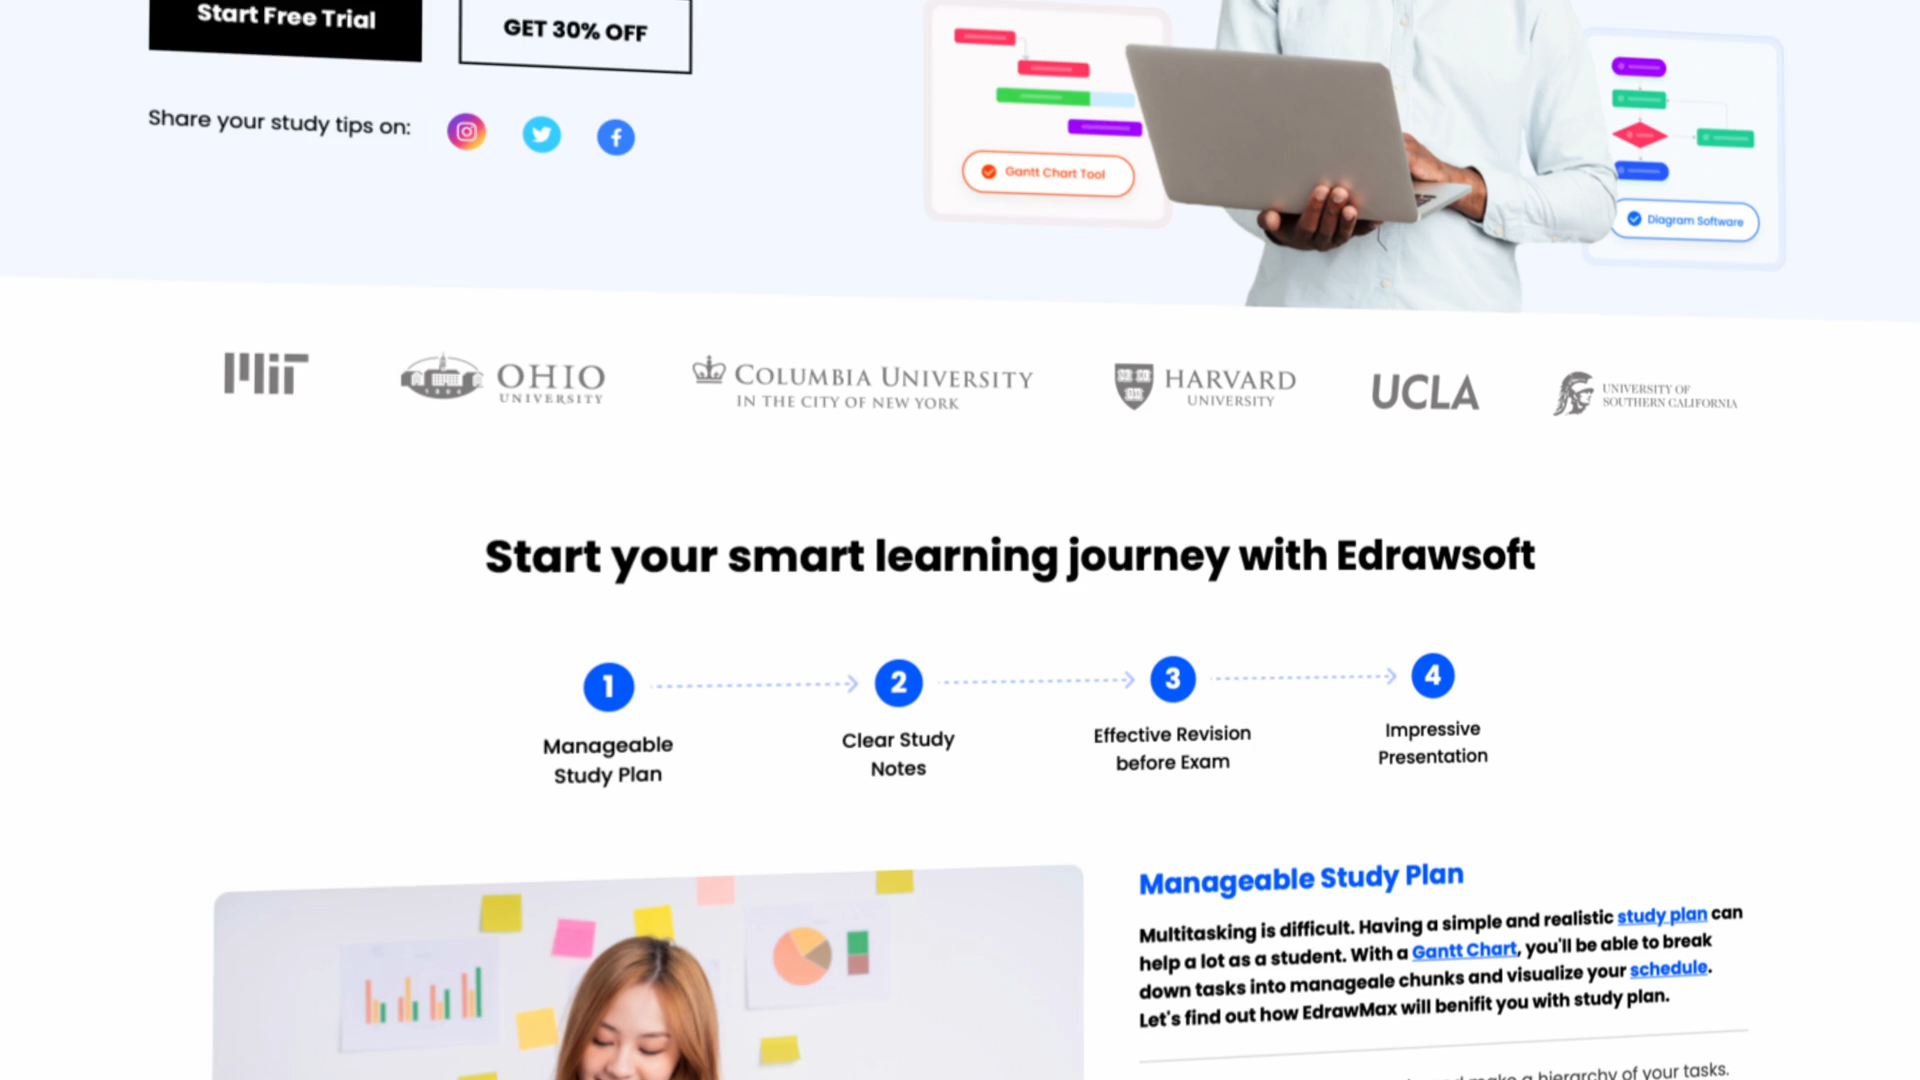 Start Free Trial
GET 30% OFF
Share your study tips on:
Gantt Chart Tool
Diagram Software
MIT
OHIO
UNIVERSITY
COLUMBIA UNIVERSITY
IN THE CITY OF NEW YORK
HARVARD
UNIVERSITY
UCLA
UNIVERSITY OF
SOUTHERN CALIFORNIA
Start your smart learning journey with Edrawsoft
1
2
3
4
Manageable
Study Plan
Clear Study
Notes
Effective Revision
before Exam
Impressive
Presentation
Manageable Study Plan
Multitasking is difficult. Having a simple and realistic study plan can
help a lot as a student. With a Gantt Chart, you'll be able to break
down tasks into manageale chunks and visualize your schedule.
Let's find out how EdrawMax will benifit you with study plan.
make a hierarchy of your tasks.